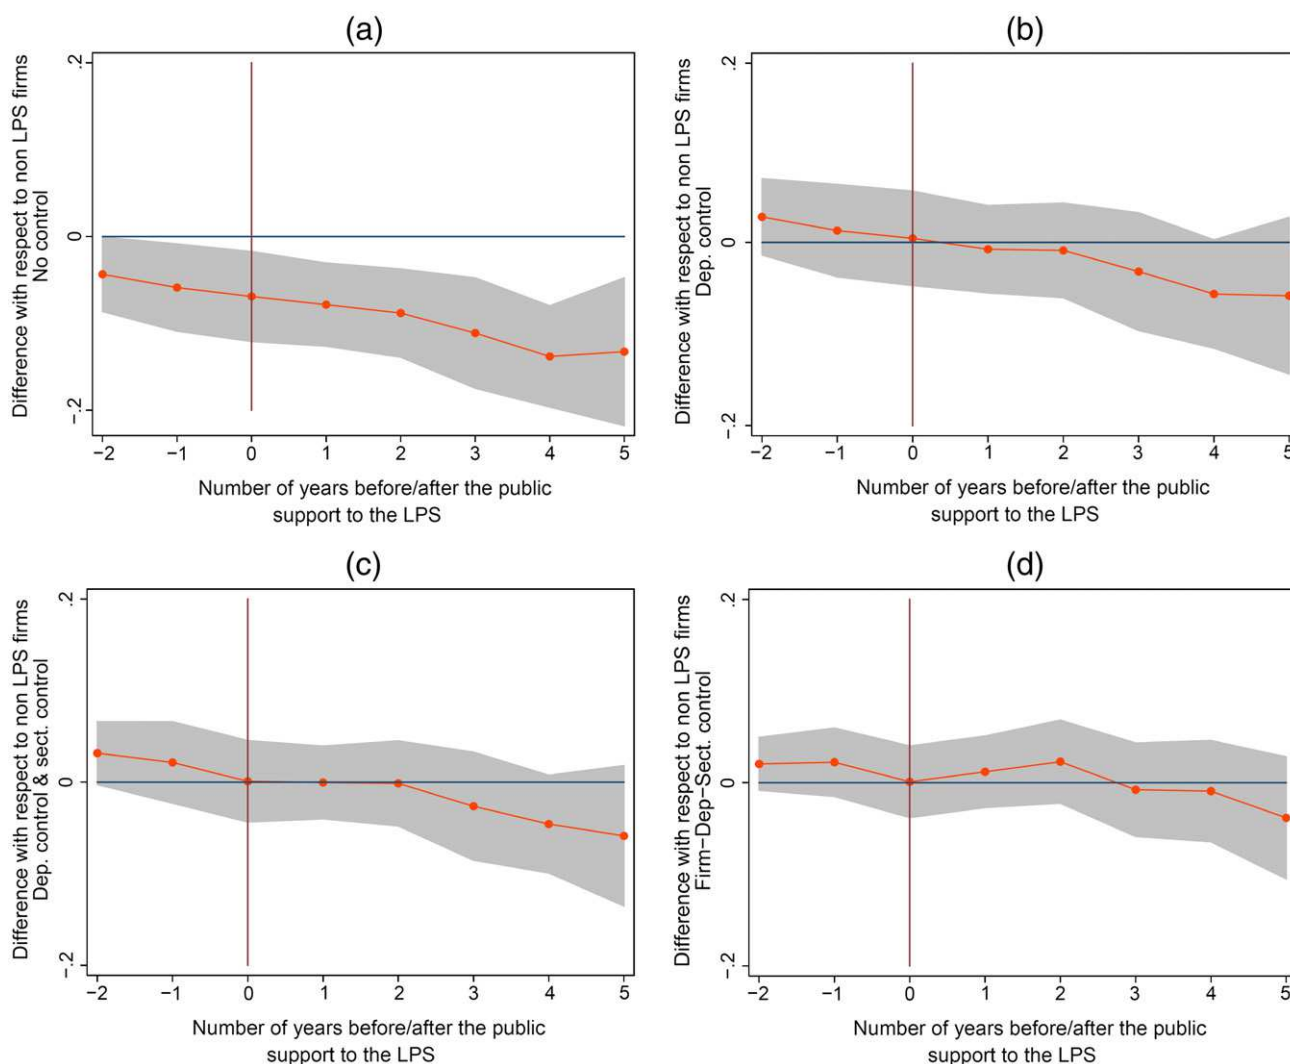 (a)
Difference with respect to non LPS firms
No control
.2
0
-.2
−2 −1 0 1 2 3 4 5
Number of years before/after the public
support to the LPS
(b)
Difference with respect to non LPS firms
Dep. control
.2
0
-.2
−2 −1 0 1 2 3 4 5
Number of years before/after the public
support to the LPS
(c)
Difference with respect to non LPS firms
Dep. control & sect. control
.2
0
-.2
−2 −1 0 1 2 3 4 5
Number of years before/after the public
support to the LPS
(d)
Difference with respect to non LPS firms
Firm−Dep−Sect. control
.2
0
-.2
−2 −1 0 1 2 3 4 5
Number of years before/after the public
support to the LPS